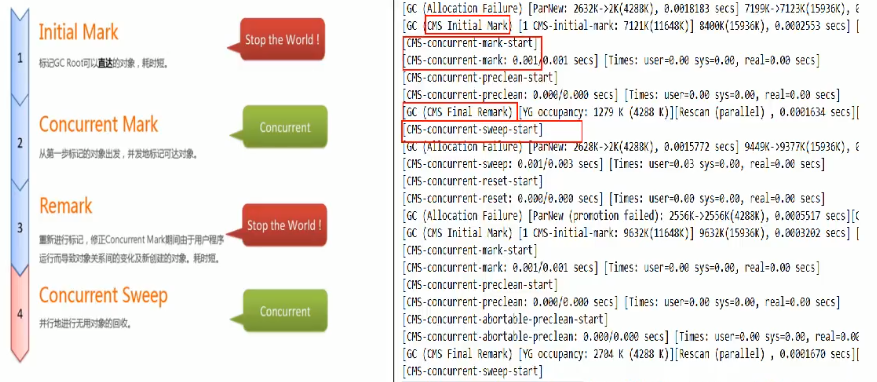 1
Initial Mark
标记GC Root可以直达的对象，耗时短。
Stop the World !
2
Concurrent Mark
从第一步标记的对象出发，并发地标记可达对象。
Concurrent
3
Remark
重新进行标记，修正Concurrent Mark期间由于用户程序
运行而导致对象关系间的变化及新创建的对象。耗时短。
Stop the World !
4
Concurrent Sweep
并行地进行无用对象的回收。
Concurrent
[GC (Allocation Failure) [ParNew: 2632K->2K(4288K), 0.0018183 secs] 7199K->7123K(15936K), 0
[GC (CMS Initial Mark) [1 CMS-initial-mark: 7121K(11648K)] 8400K(15936K), 0.0002553 secs] [
[CMS-concurrent-mark-start]
[CMS-concurrent-mark: 0.001/0.001 secs] [Times: user=0.00 sys=0.00, real=0.00 secs]
[CMS-concurrent-preclean-start]
[CMS-concurrent-preclean: 0.000/0.000 secs] [Times: user=0.00 sys=0.00, real=0.00 secs]
[GC (CMS Final Remark) [YG occupancy: 1279 K (4288 K)][Rescan (parallel) , 0.0001634 secs][
[CMS-concurrent-sweep-start]
[GC (Allocation Failure) [ParNew: 2628K->2K(4288K), 0.0015772 secs] 9449K->9377K(15936K), 0
[CMS-concurrent-sweep: 0.001/0.003 secs] [Times: user=0.03 sys=0.00, real=0.00 secs]
[CMS-concurrent-reset-start]
[CMS-concurrent-reset: 0.000/0.000 secs] [Times: user=0.00 sys=0.00, real=0.00 secs]
[GC (Allocation Failure) [ParNew (promotion failed): 2556K->2556K(4288K), 0.0005517 secs][C
[GC (CMS Initial Mark) [1 CMS-initial-mark: 9632K(11648K)] 9632K(15936K), 0.0003202 secs] [
[CMS-concurrent-mark-start]
[CMS-concurrent-mark: 0.001/0.001 secs] [Times: user=0.00 sys=0.00, real=0.00 secs]
[CMS-concurrent-preclean-start]
[CMS-concurrent-preclean: 0.000/0.000 secs] [Times: user=0.00 sys=0.00, real=0.00 secs]
[CMS-concurrent-abortable-preclean-start]
[CMS-concurrent-abortable-preclean: 0.000/0.000 secs] [Times: user=0.00 sys=0.00, real=0.00
[GC (CMS Final Remark) [YG occupancy: 2704 K (4288 K)][Rescan (parallel) , 0.0001670 secs][
[CMS-concurrent-sweep-start]